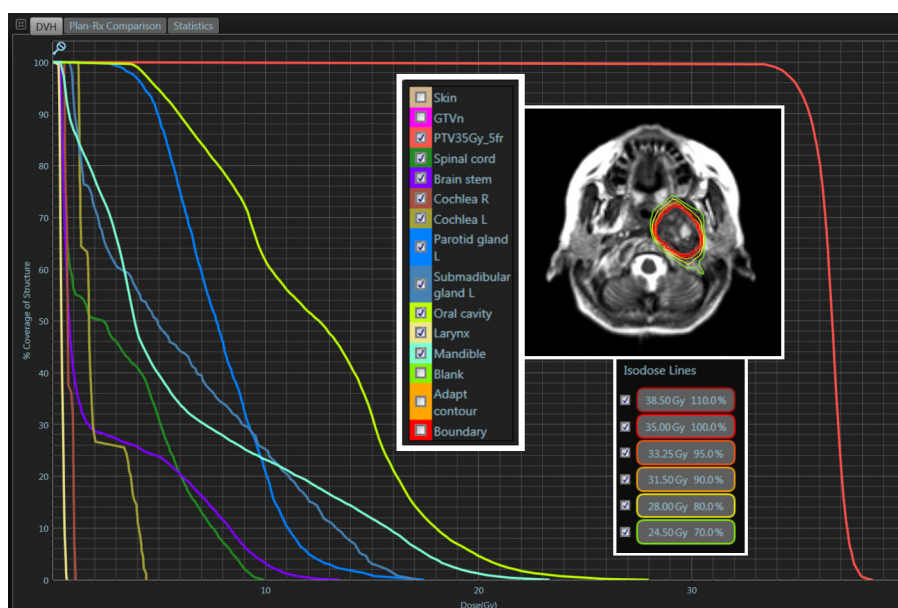 DVH Plan-Rx Comparison Statistics
100
90
80
70
60
50
40
30
20
10
0
% Coverage of Structure
10
20
30
Dose(Gy)
Skin
GTVn
PTV35Gy_5fr
Spinal cord
Brain stem
Cochlea R
Cochlea L
Parotid gland
L
Submadibular
gland L
Oral cavity
Larynx
Mandible
Blank
Adapt
contour
Boundary
Isodose Lines
38.50 Gy 110.0 %
35.00 Gy 100.0 %
33.25 Gy 95.0 %
31.50 Gy 90.0 %
28.00 Gy 80.0 %
24.50 Gy 70.0 %